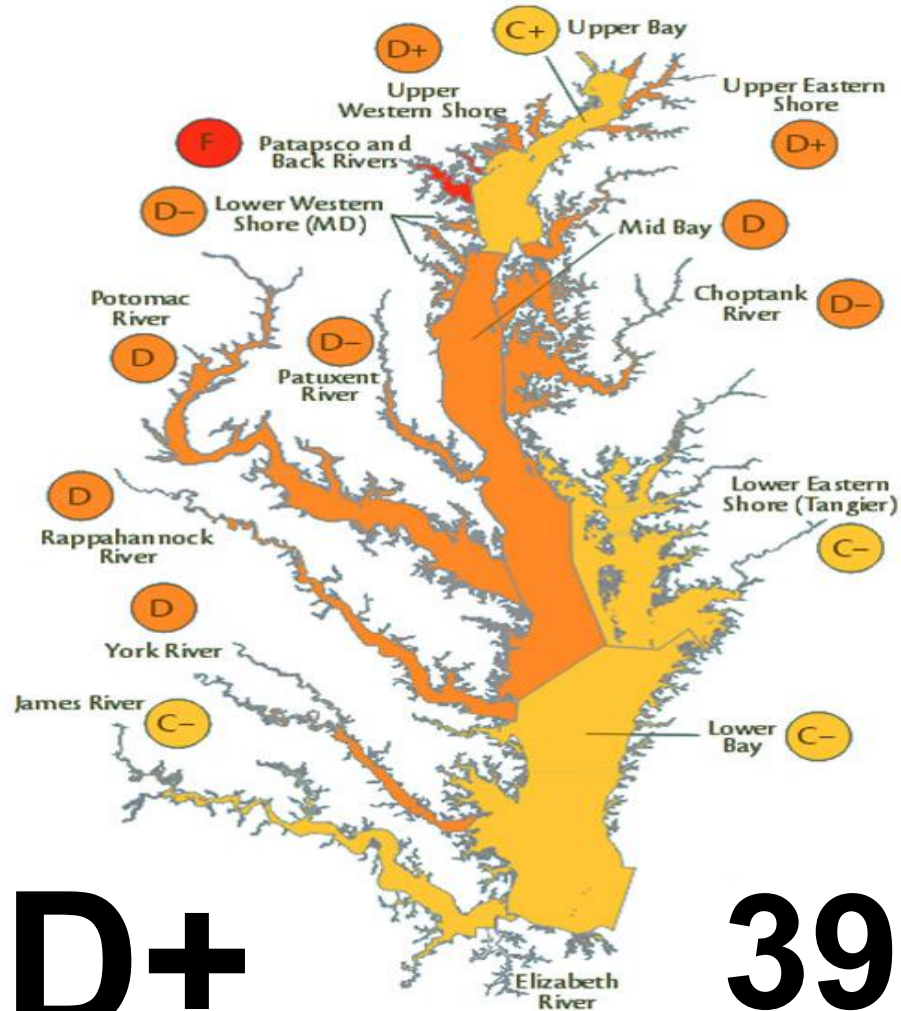 C+
Upper Bay
D+
Upper
Western Shore
Upper Eastern
Shore
D+
F
Patapsco and
Back Rivers
D–
Lower Western
Shore (MD)
Mid Bay
D
Choptank
River
D–
Potomac
River
D
D–
Patuxent
River
D
Rappahannock
River
Lower Eastern
Shore (Tangier)
C–
D
York River
James River
C–
Lower
Bay
C–
D+
39
Elizabeth
River